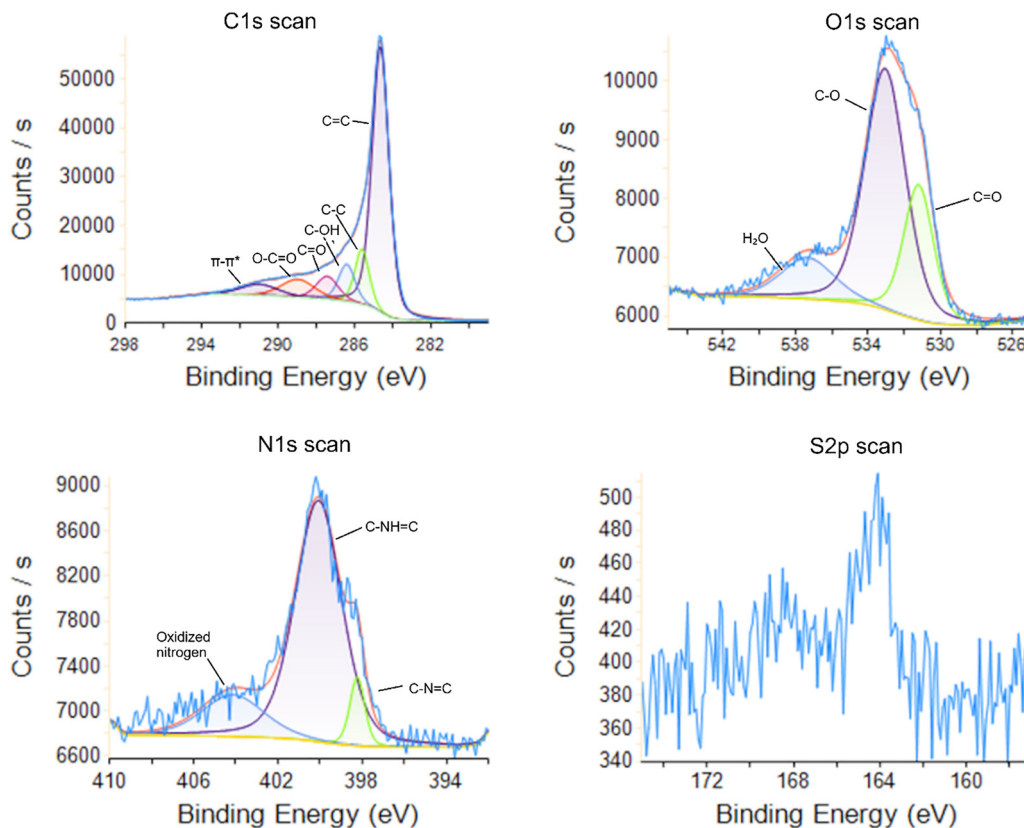 C1s scan
Counts / s
50000
40000
30000
20000
10000
0
C=C
C-C
C-OH
C=O
O-C=O
π-π*
298 294 290 286 282
Binding Energy (eV)
O1s scan
Counts / s
10000
9000
8000
7000
6000
C-O
C=O
H₂O
542 538 534 530 526
Binding Energy (eV)
N1s scan
Counts / s
9000
8600
8200
7800
7400
7000
6600
C-NH=C
Oxidized
nitrogen
C-N=C
410 406 402 398 394
Binding Energy (eV)
S2p scan
Counts / s
500
480
460
440
420
400
380
360
340
172 168 164 160
Binding Energy (eV)